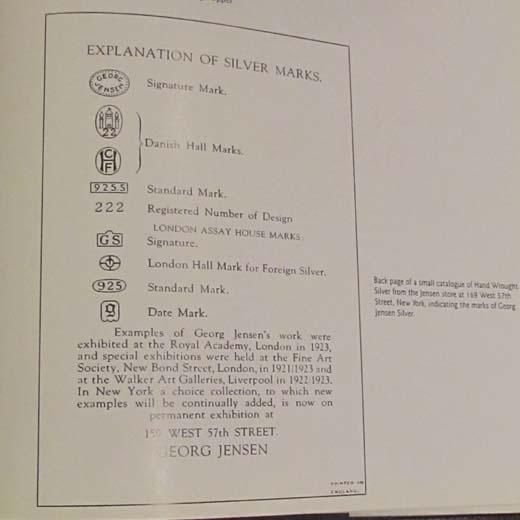 EXPLANATION OF SILVER MARKS.
GEORG JENSEN
Signature Mark.
22
Danish Hall Marks.
CF
925S
Standard Mark.
222
Registered Number of Design
LONDON ASSAY HOUSE MARKS:
GS
Signature.
London Hall Mark for Foreign Silver.
925
Standard Mark.
Date Mark.
Examples of Georg Jensen's work were
exhibited at the Royal Academy, London in 1923,
and special exhibitions were held at the Fine Art
Society, New Bond Street, London, in 1921/1923 and
at the Walker Art Galleries, Liverpool in 1922/1923.
In New York a choice collection, to which new
examples will be continually added, is now on
permanent exhibition at
159 WEST 57th STREET.
GEORG JENSEN
PRINTED IN
ENGLAND.
Back page of a small catalogue of Hand Wrought
Silver from the Jensen store at 169 West 57th
Street, New York, indicating the marks of Georg
Jensen Silver.